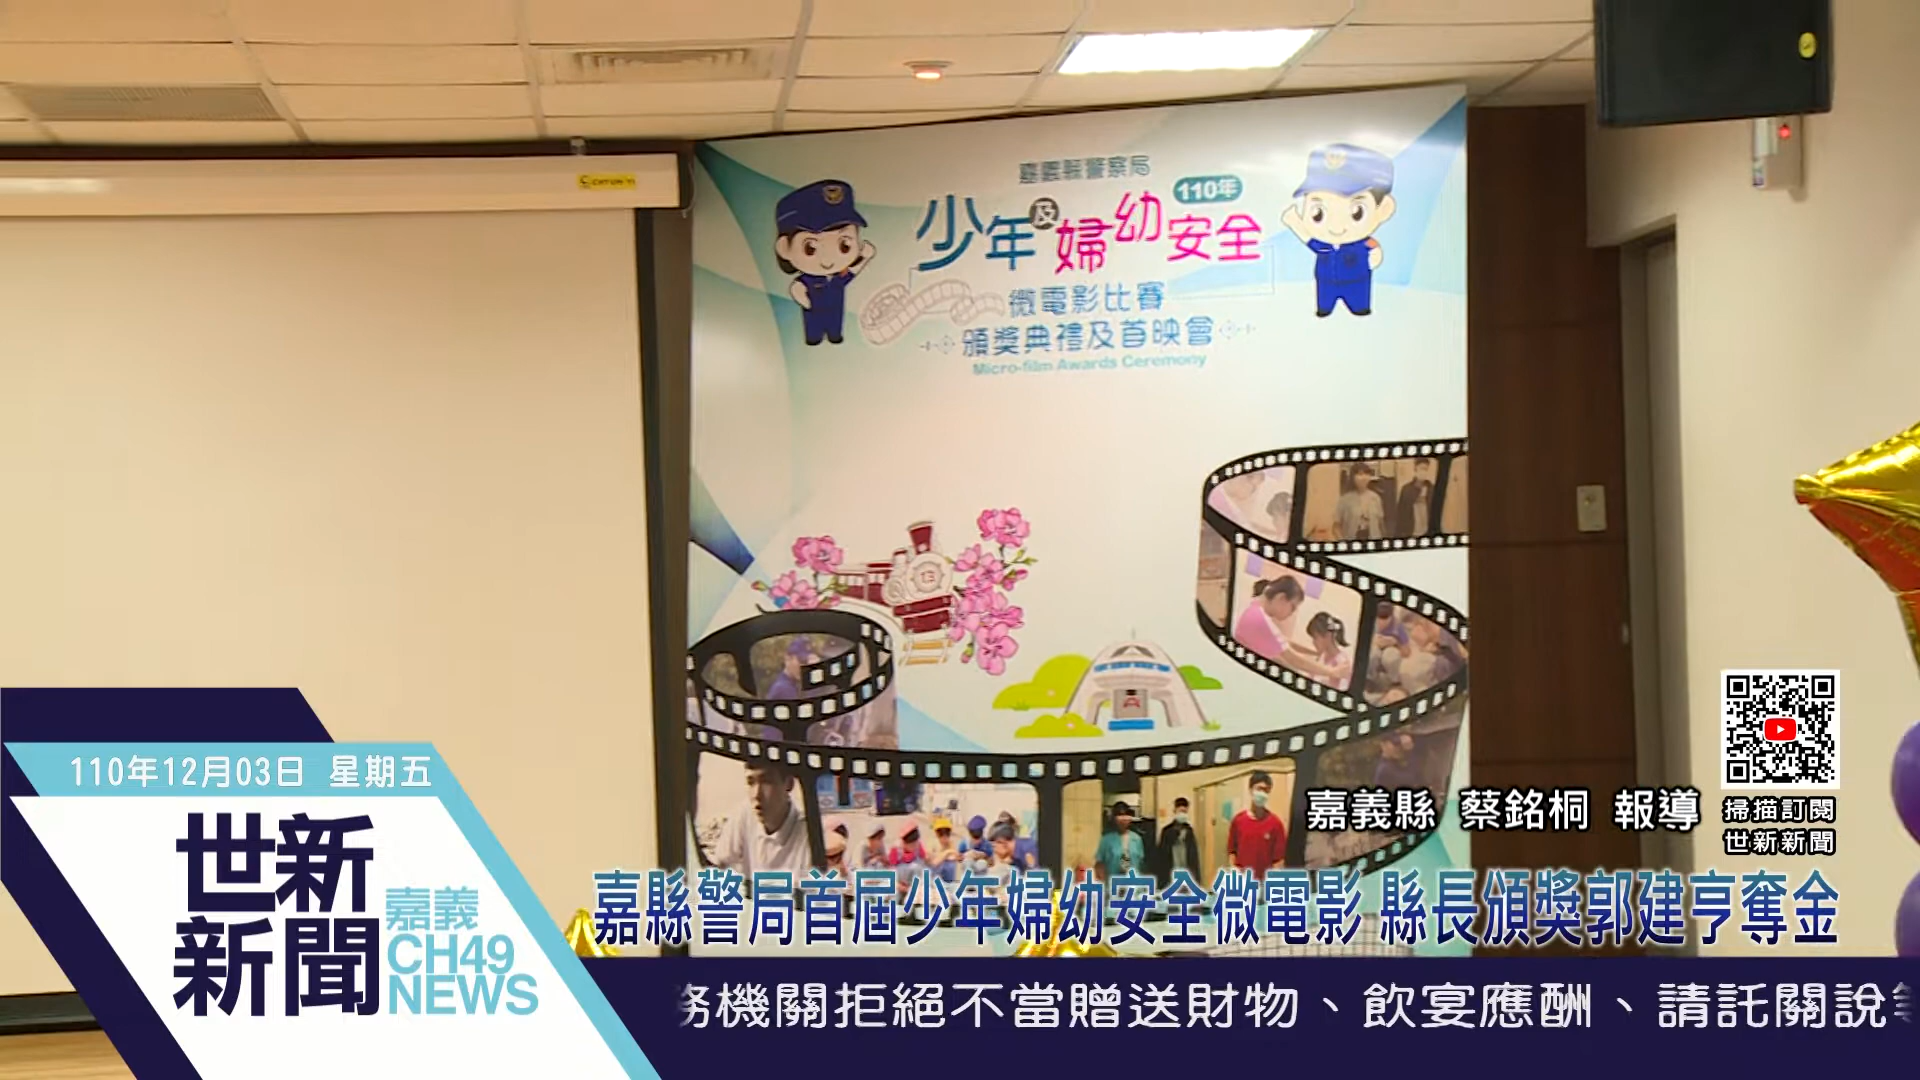 嘉義縣警察局
110年
少年及婦幼安全
微電影比賽
頒獎典禮及首映會
Micro-film Awards Ceremony
13
110年12月03日 星期五
世新
新聞
嘉義
CH49
NEWS
嘉義縣 蔡銘桐 報導
掃描訂閱
世新新聞
嘉縣警局首屆少年婦幼安全微電影 縣長頒獎郭建亨奪金
務機關拒絕不當贈送財物、飲宴應酬、請託關說等